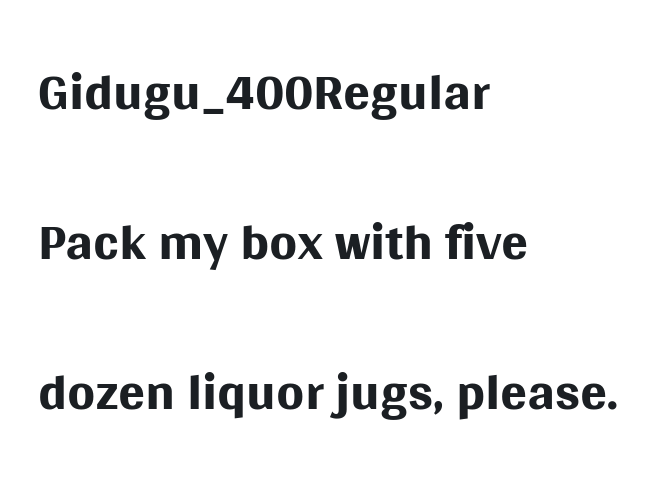 Gidugu_400Regular
Pack my box with five
dozen liquor jugs, please.